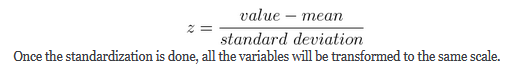 z = value − mean
standard deviation
Once the standardization is done, all the variables will be transformed to the same scale.